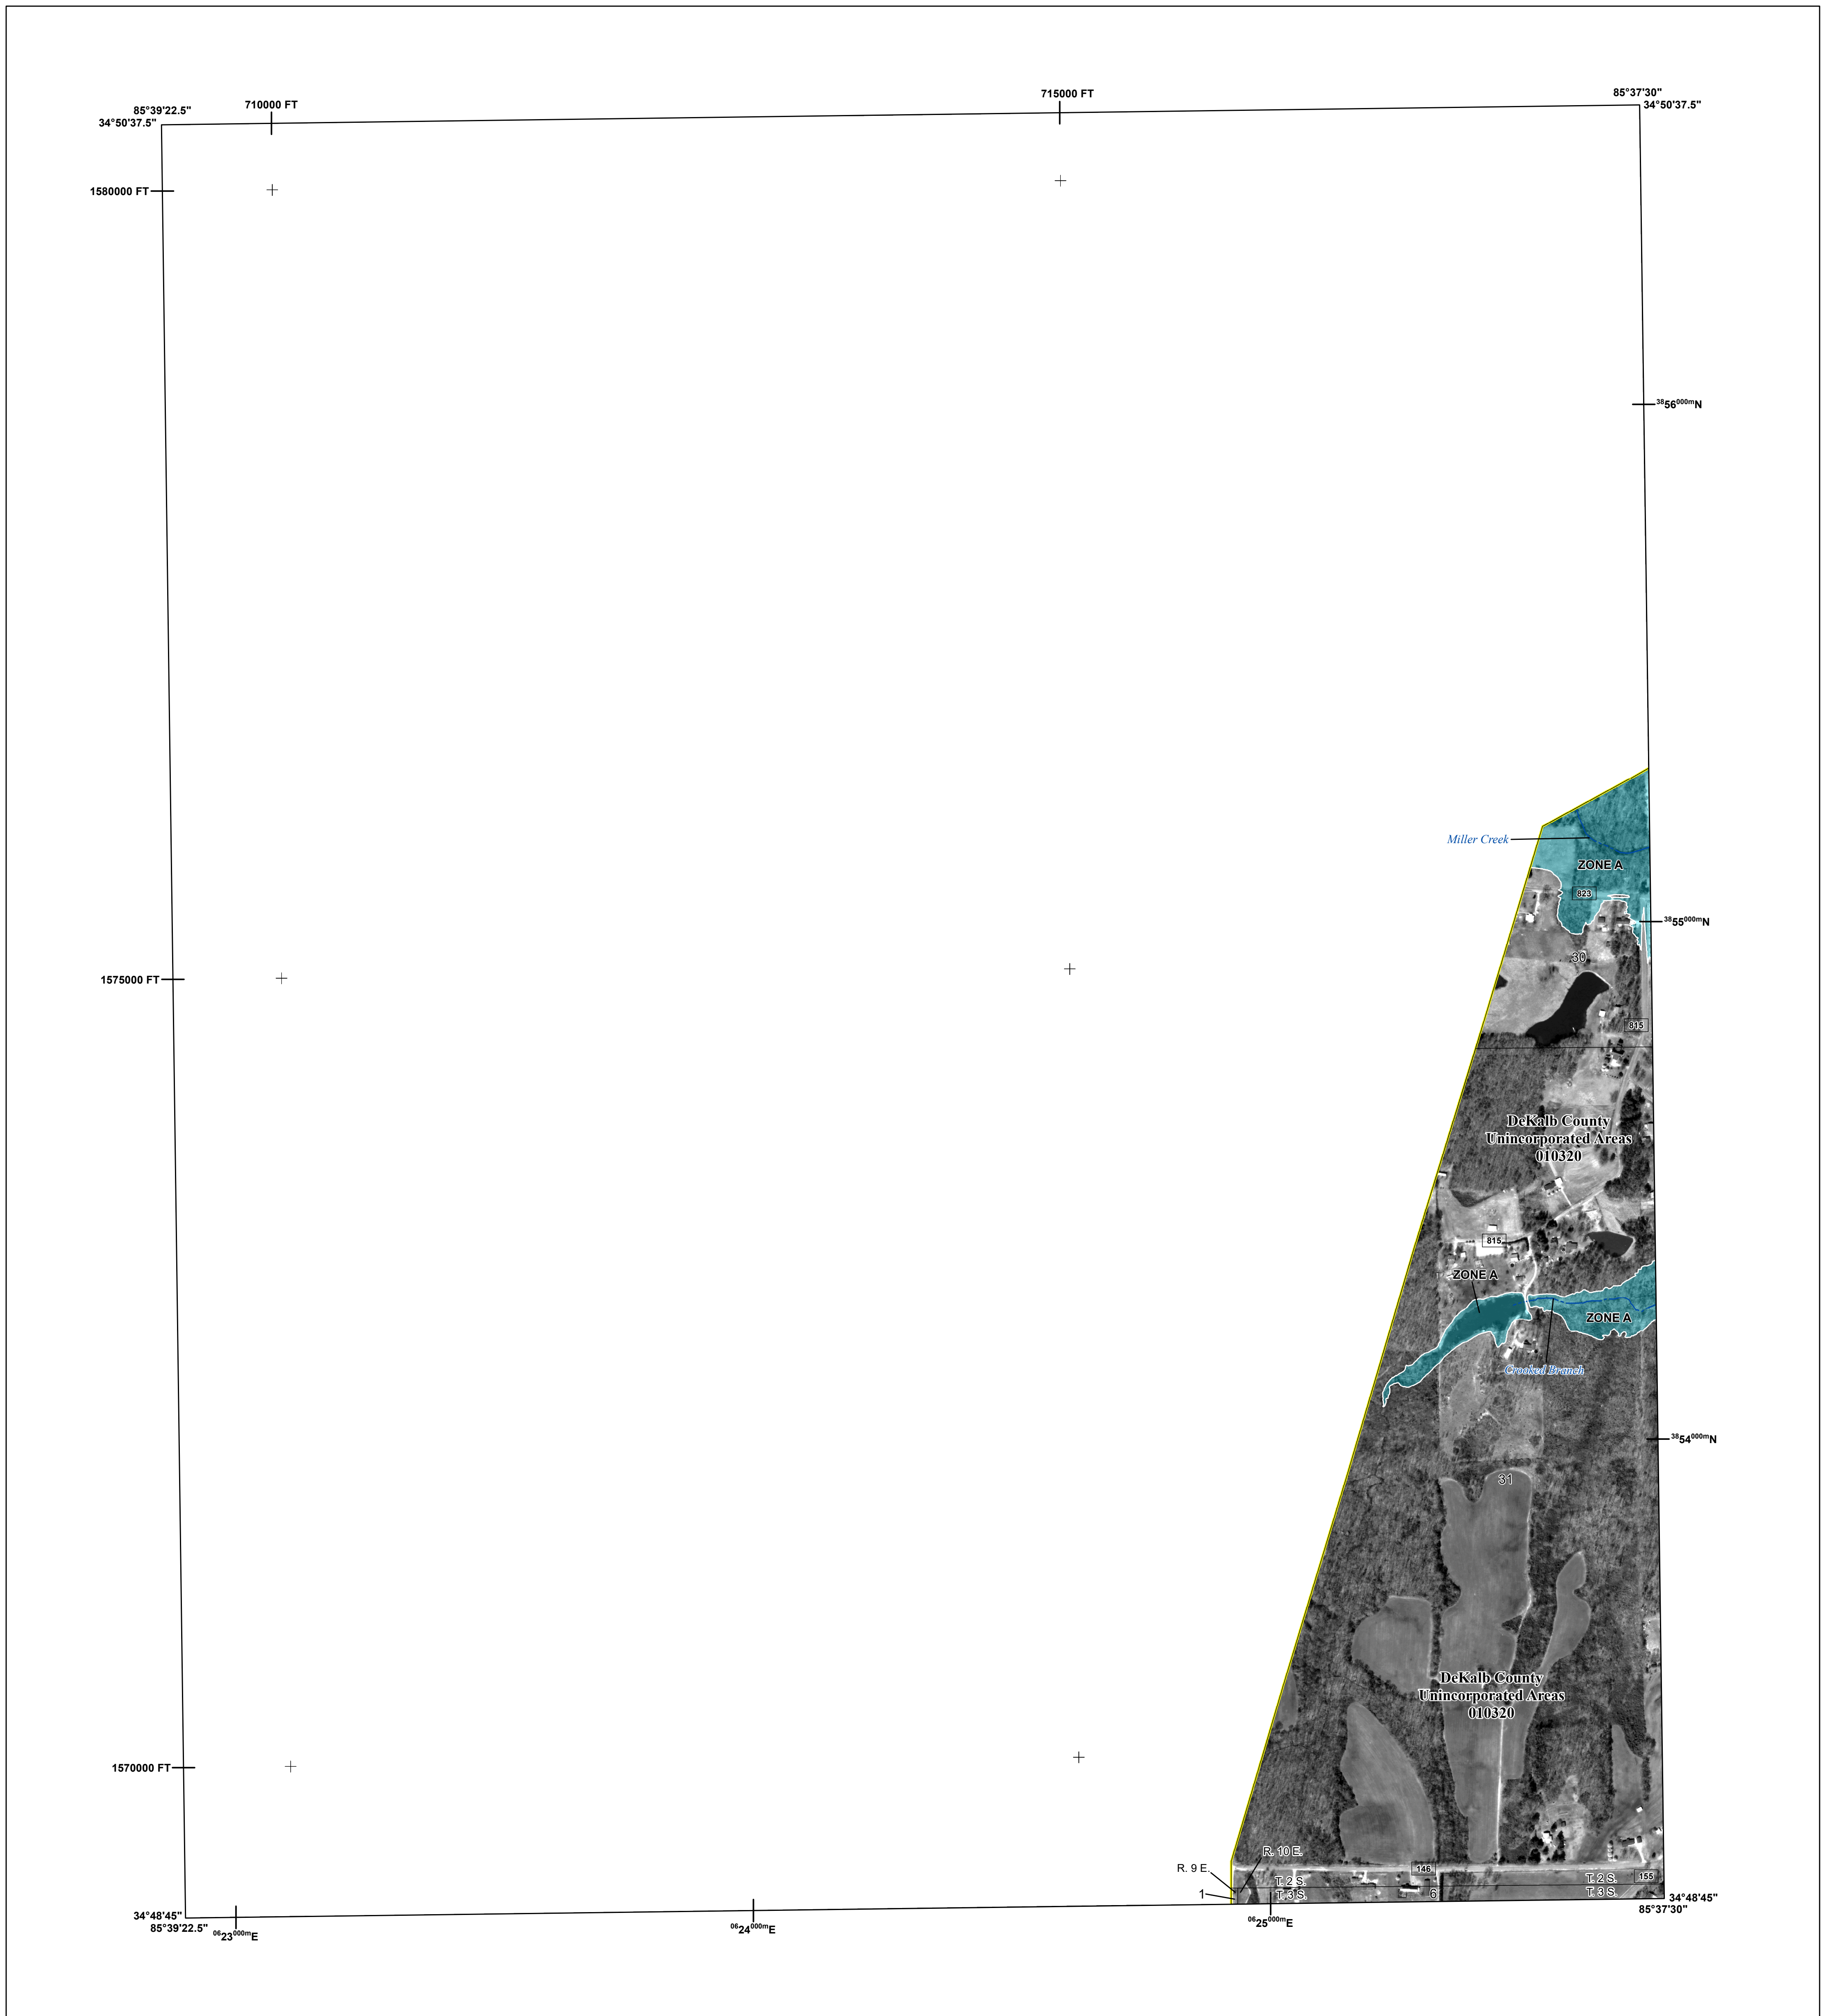 85°39'22.5"
710000 FT
715000 FT
85°37'30"
34°50'37.5"
34°50'37.5"
1580000 FT
3856000mN
Miller Creek
ZONE A
823
3855000mN
30
1575000 FT
815
DeKalb County
Unincorporated Areas
010320
815
ZONE A
ZONE A
Crooked Branch
3854000mN
31
DeKalb County
Unincorporated Areas
010320
1570000 FT
R. 10 E.
R. 9 E.
146
155
T. 2 S.
T. 2 S.
1
T. 3 S.
6
T. 3 S.
34°48'45"
34°48'45"
85°39'22.5"
0623000mE
0624000mE
0625000mE
85°37'30"